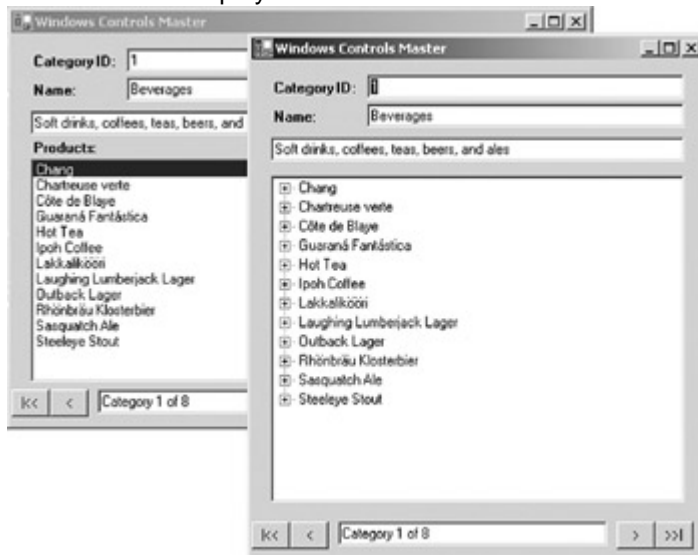 Windows Controls Master
Category ID: 1
Name: Beverages
Soft drinks, coffees, teas, beers, and
Products:
Chang
Chartreuse verte
Côte de Blaye
Guaraná Fantástica
Hot Tea
Ipoh Coffee
Lakkalikööri
Laughing Lumberjack Lager
Outback Lager
Rhönbräu Klosterbier
Sasquatch Ale
Steeleye Stout
|<< < Category 1 of 8
Windows Controls Master
Category ID: 1
Name: Beverages
Soft drinks, coffees, teas, beers, and ales
Chang
Chartreuse verte
Côte de Blaye
Guaraná Fantástica
Hot Tea
Ipoh Coffee
Lakkalikööri
Laughing Lumberjack Lager
Outback Lager
Rhönbräu Klosterbier
Sasquatch Ale
Steeleye Stout
|<< < Category 1 of 8 > >>|